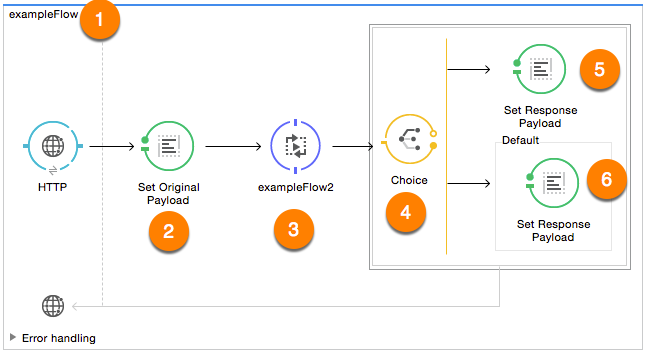 exampleFlow
1
5
Set Response
Payload
Default
HTTP
Set Original
Payload
exampleFlow2
Choice
6
2
3
4
Set Response
Payload
Error handling